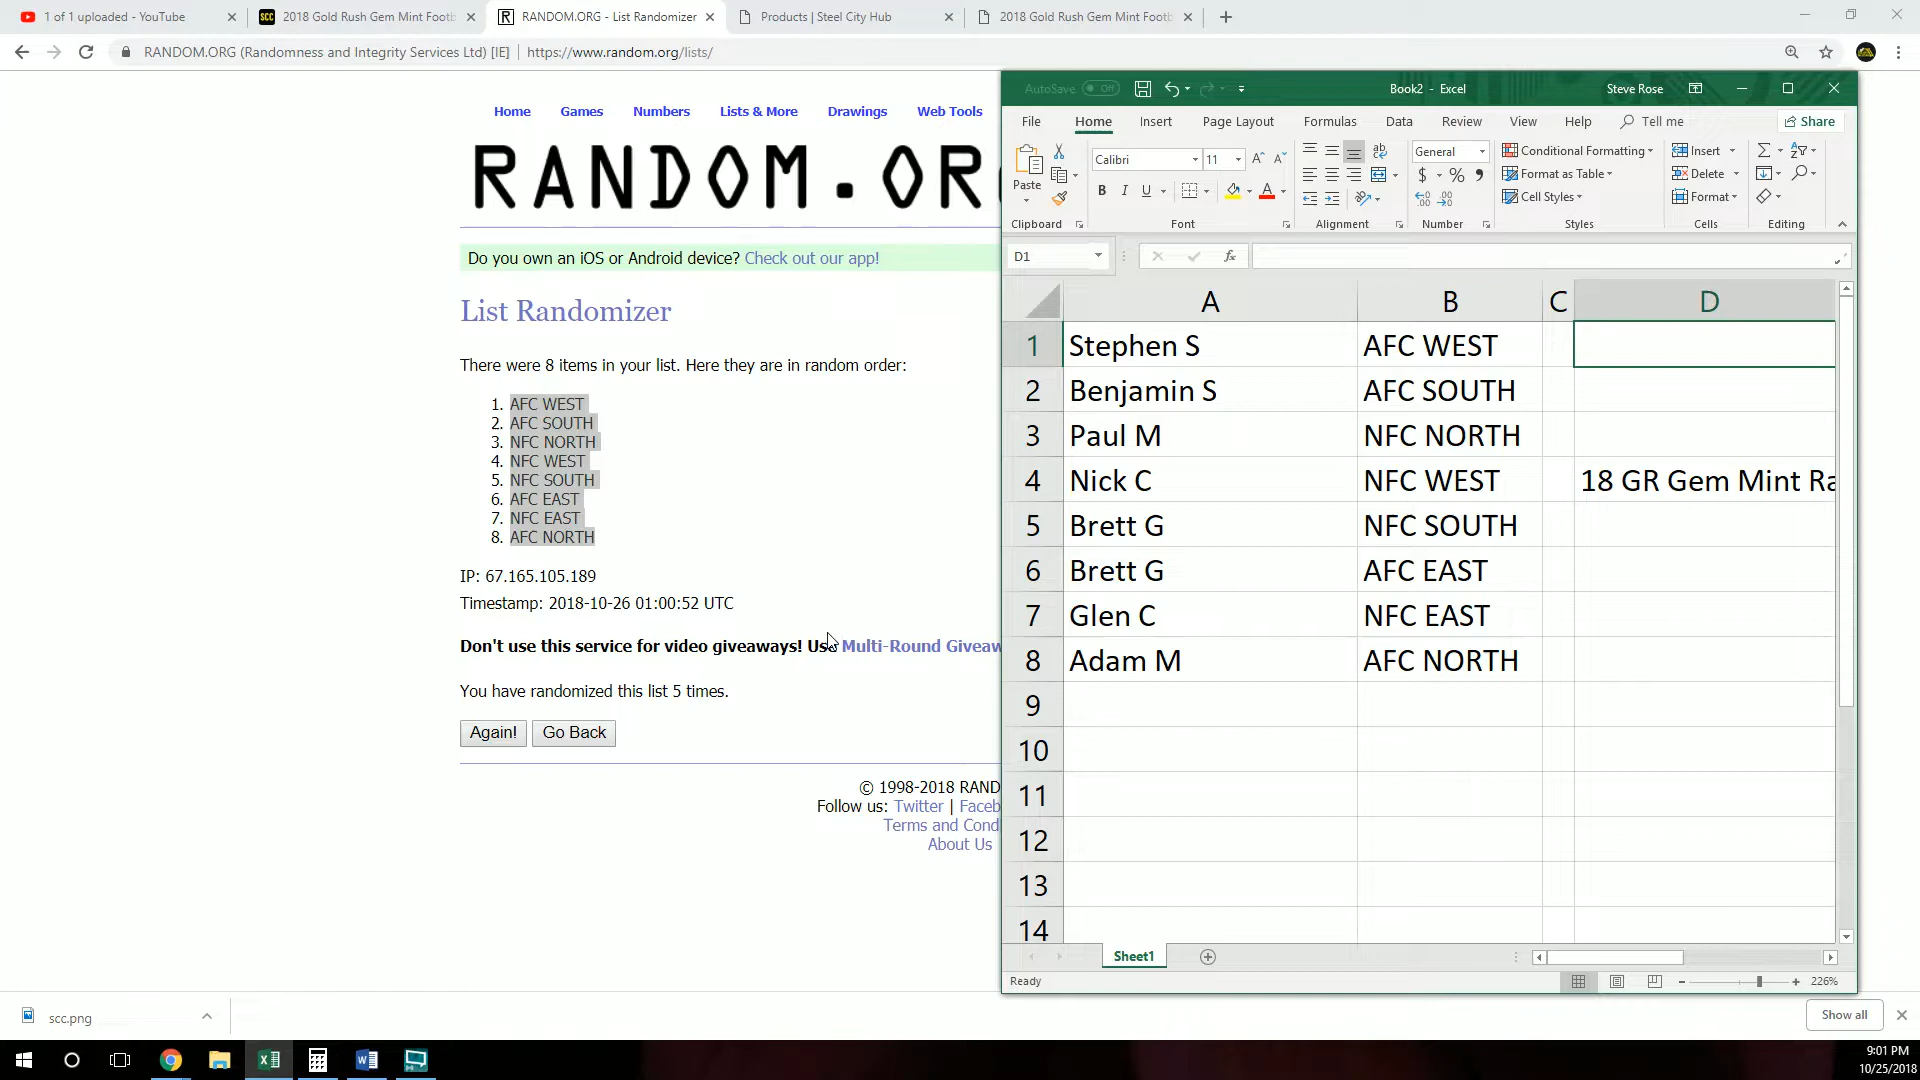 1 of 1 uploaded - YouTube
2018 Gold Rush Gem Mint Footb
RANDOM.ORG - List Randomizer
Products | Steel City Hub
2018 Gold Rush Gem Mint Footb
RANDOM.ORG (Randomness and Integrity Services Ltd) [IE] | https://www.random.org/lists/
Home Games Numbers Lists & More Drawings Web Tools
RANDOM.ORG
Do you own an iOS or Android device? Check out our app!
List Randomizer
There were 8 items in your list. Here they are in random order:
1. AFC WEST
2. AFC SOUTH
3. NFC NORTH
4. NFC WEST
5. NFC SOUTH
6. AFC EAST
7. NFC EAST
8. AFC NORTH
IP: 67.165.105.189
Timestamp: 2018-10-26 01:00:52 UTC
Don't use this service for video giveaways! Use Multi-Round Giveaw
You have randomized this list 5 times.
Again! Go Back
© 1998-2018 RAND
Follow us: Twitter | Faceb
Terms and Cond
About Us
AutoSave Off Book2 - Excel Steve Rose
File Home Insert Page Layout Formulas Data Review View Help Tell me Share
Paste
Calibri 11
B I U
General
$ %
Conditional Formatting
Format as Table
Cell Styles
Insert
Delete
Format
Clipboard Font Alignment Number Styles Cells Editing
D1 fx
A B C D
1 Stephen S AFC WEST
2 Benjamin S AFC SOUTH
3 Paul M NFC NORTH
4 Nick C NFC WEST 18 GR Gem Mint Ra
5 Brett G NFC SOUTH
6 Brett G AFC EAST
7 Glen C NFC EAST
8 Adam M AFC NORTH
9
10
11
12
13
14
Sheet1
Ready 226%
scc.png
Show all
9:01 PM
10/25/2018